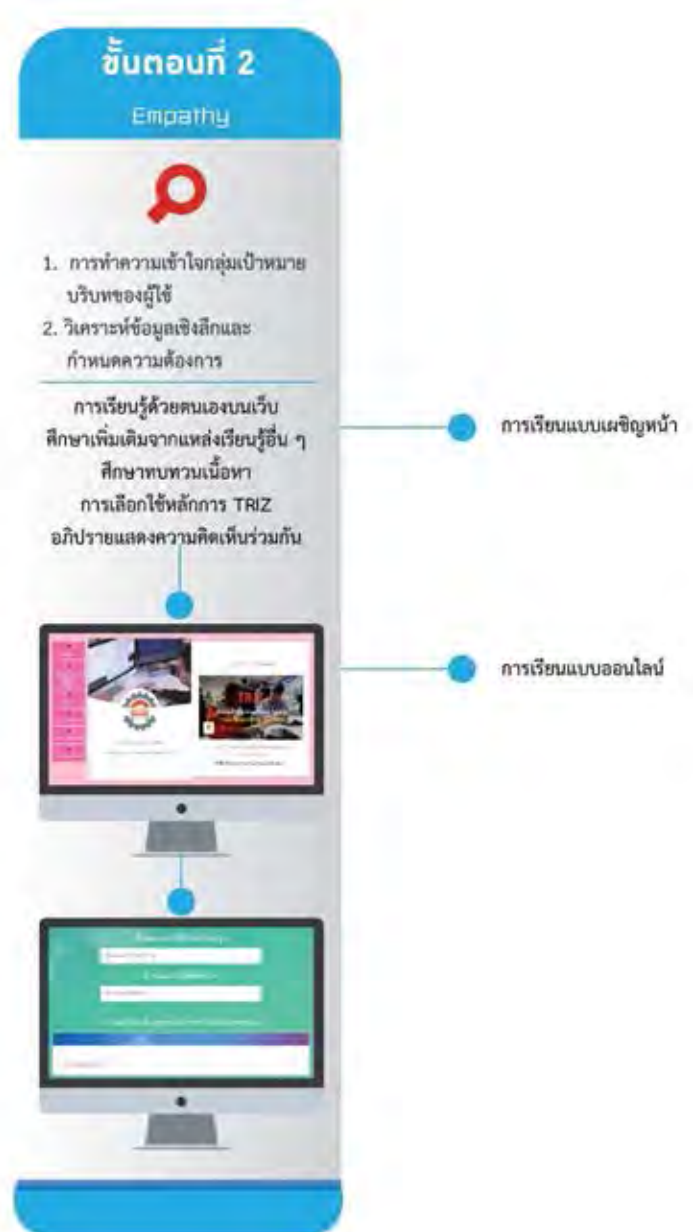 ขั้นตอนที่ 2
Empathy
1. การทำความเข้าใจกลุ่มเป้าหมาย
บริบทของผู้ใช้
2. วิเคราะห์ข้อมูลเชิงลึกและ
กำหนดความต้องการ
การเรียนรู้ด้วยตนเองบนเว็บ
ศึกษาเพิ่มเติมจากแหล่งเรียนรู้อื่น ๆ
ศึกษาทบทวนเนื้อหา
การเลือกใช้หลักการ TRIZ
อภิปรายแสดงความคิดเห็นร่วมกัน
การเรียนแบบเผชิญหน้า
การเรียนแบบออนไลน์